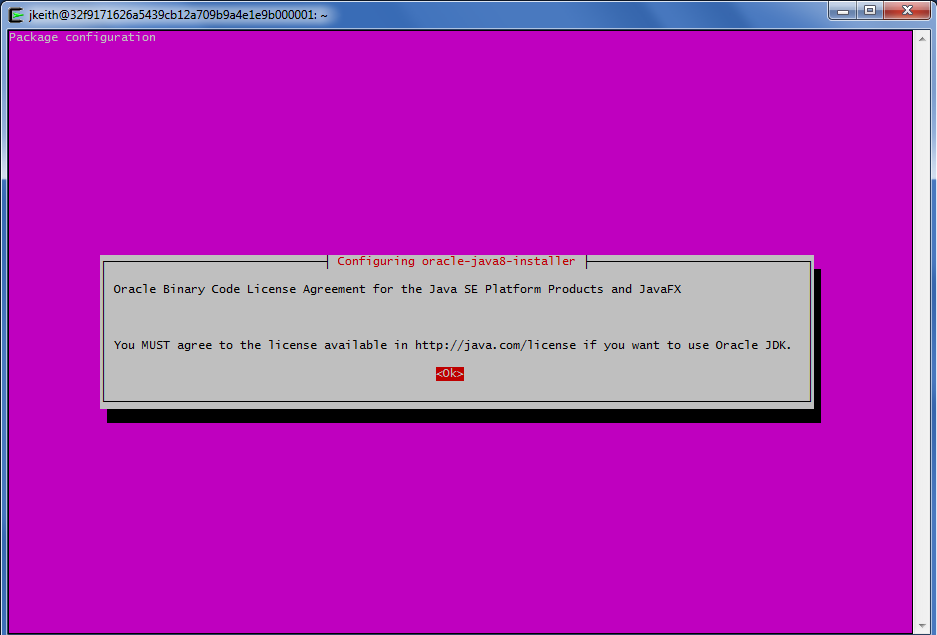 jkeith@32f9171626a5439cb12a709b9a4e1e9b000001: ~
Package configuration
Configuring oracle-java8-installer
Oracle Binary Code License Agreement for the Java SE Platform Products and JavaFX
You MUST agree to the license available in http://java.com/license if you want to use Oracle JDK.
<Ok>